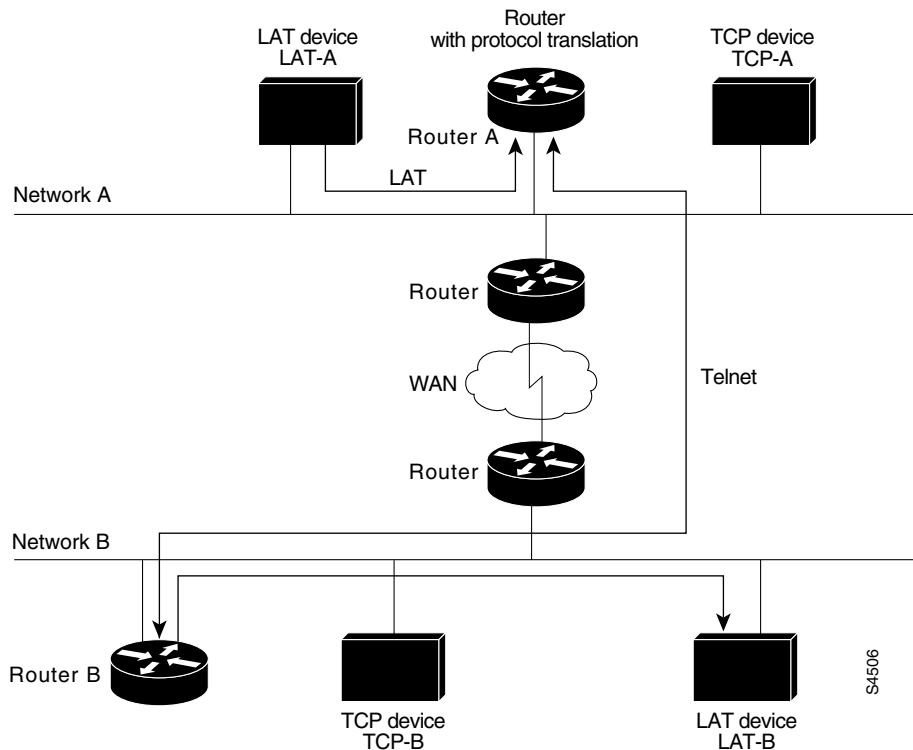 LAT device
LAT-A
Router
with protocol translation
TCP device
TCP-A
Router A
LAT
Network A
Router
WAN
Telnet
Router
Network B
Router B
TCP device
TCP-B
LAT device
LAT-B
S4506